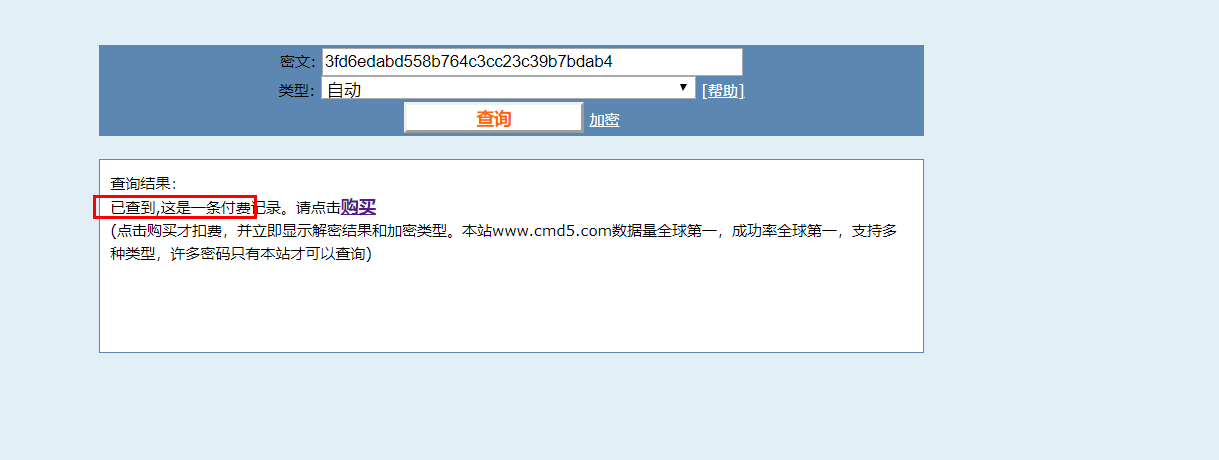 密文： 3fd6edabd558b764c3cc23c39b7bdab4
类型： 自动 [帮助]
查询 加密
查询结果：
已查到,这是一条付费记录。请点击购买
(点击购买才扣费，并立即显示解密结果和加密类型。本站www.cmd5.com数据量全球第一，成功率全球第一，支持多
种类型，许多密码只有本站才可以查询)